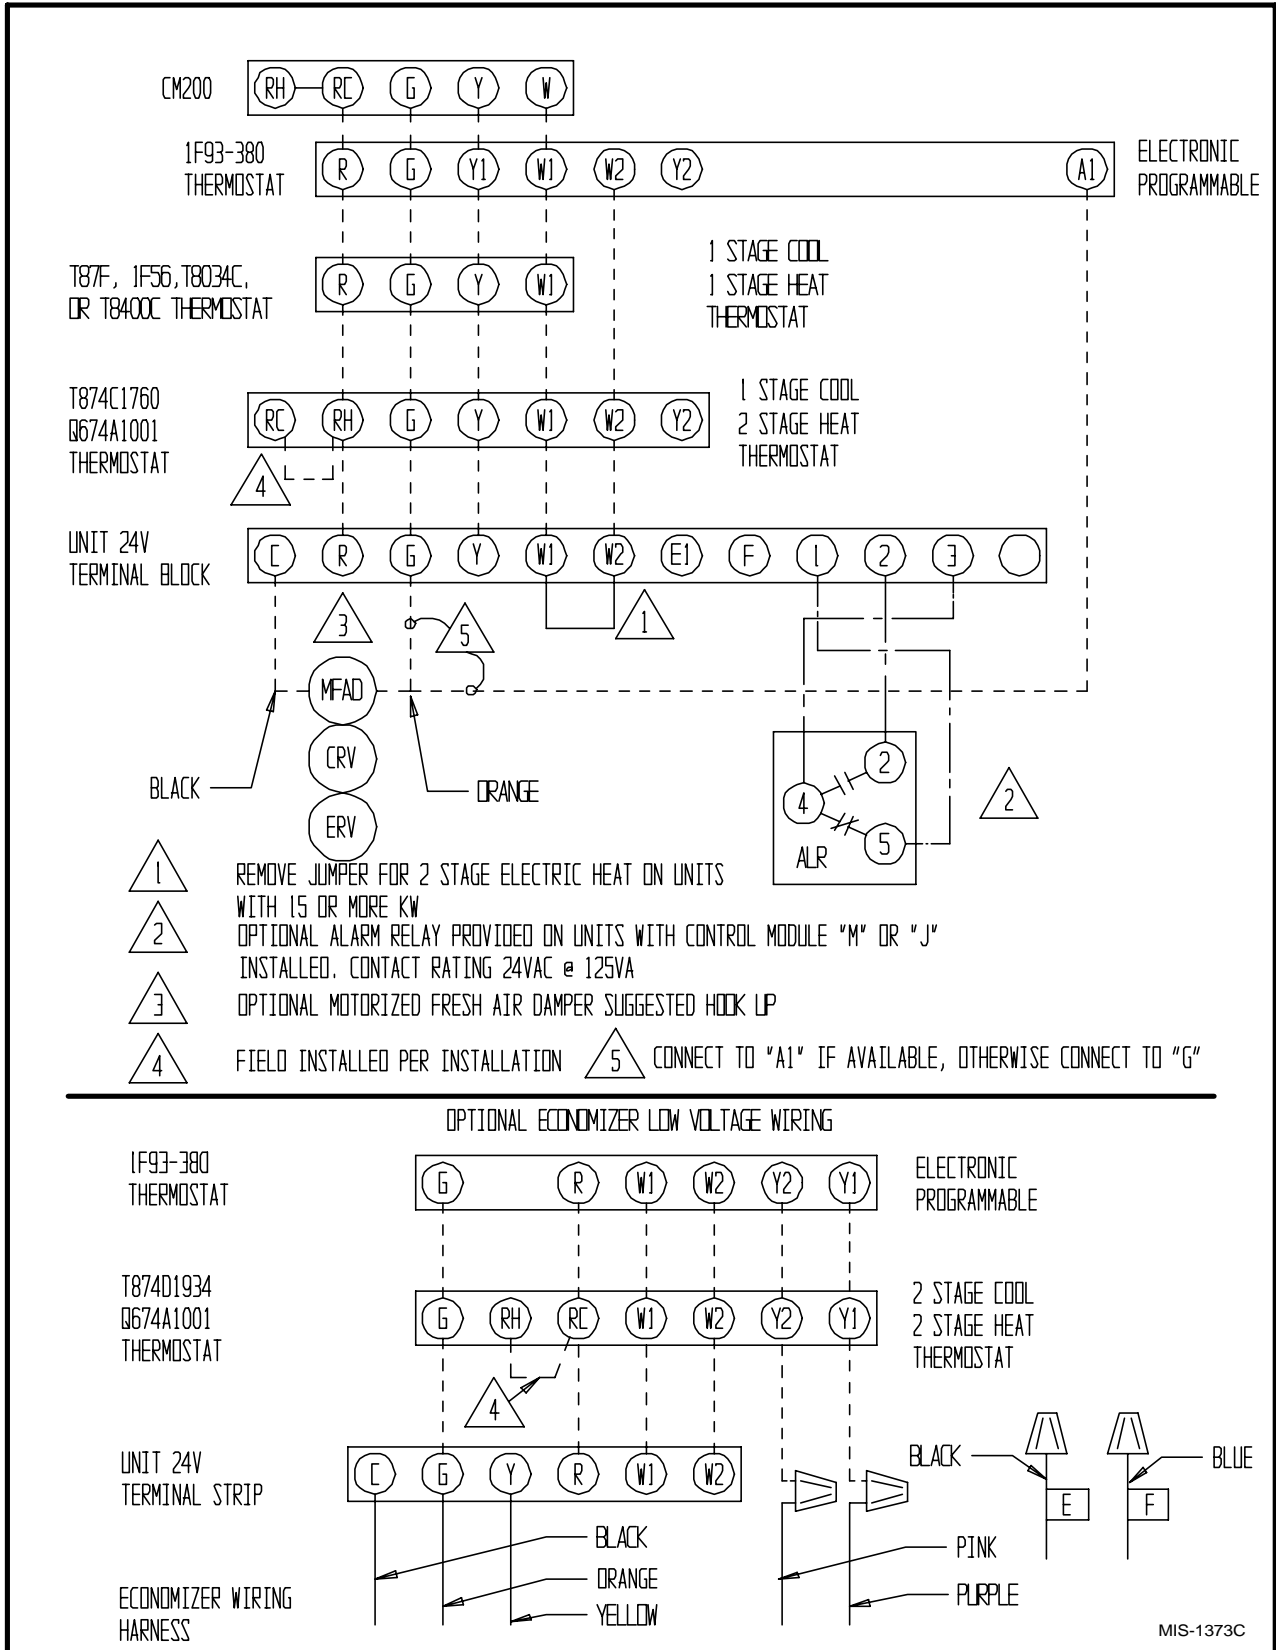 CM200 RH RC G Y W
1F93-380
THERMOSTAT
R G Y1 W1 W2 Y2 A1
ELECTRONIC
PROGRAMMABLE
T87F, 1F56,T8034C,
OR T8400C THERMOSTAT
R G Y W1
1 STAGE COOL
1 STAGE HEAT
THERMOSTAT
T874C1760
Q674A1001
THERMOSTAT
RC RH G Y W1 W2 Y2
1 STAGE COOL
2 STAGE HEAT
THERMOSTAT
4
UNIT 24V
TERMINAL BLOCK
C R G Y W1 W2 E1 F 1 2 3
3
5
1
MFAD
CRV
ERV
BLACK
ORANGE
2
4
5
ALR
2
1
REMOVE JUMPER FOR 2 STAGE ELECTRIC HEAT ON UNITS
WITH 15 OR MORE KW
2
OPTIONAL ALARM RELAY PROVIDED ON UNITS WITH CONTROL MODULE "M" OR "J"
INSTALLED. CONTACT RATING 24VAC @ 125VA
3
OPTIONAL MOTORIZED FRESH AIR DAMPER SUGGESTED HOOK UP
4
FIELD INSTALLED PER INSTALLATION
5
CONNECT TO "A1" IF AVAILABLE, OTHERWISE CONNECT TO "G"
OPTIONAL ECONOMIZER LOW VOLTAGE WIRING
1F93-380
THERMOSTAT
G R W1 W2 Y2 Y1
ELECTRONIC
PROGRAMMABLE
T874D1934
Q674A1001
THERMOSTAT
G RH RC W1 W2 Y2 Y1
2 STAGE COOL
2 STAGE HEAT
THERMOSTAT
4
UNIT 24V
TERMINAL STRIP
C G Y R W1 W2
BLACK
E
F
BLUE
BLACK
ORANGE
YELLOW
PINK
PURPLE
ECONOMIZER WIRING
HARNESS
MIS-1373C